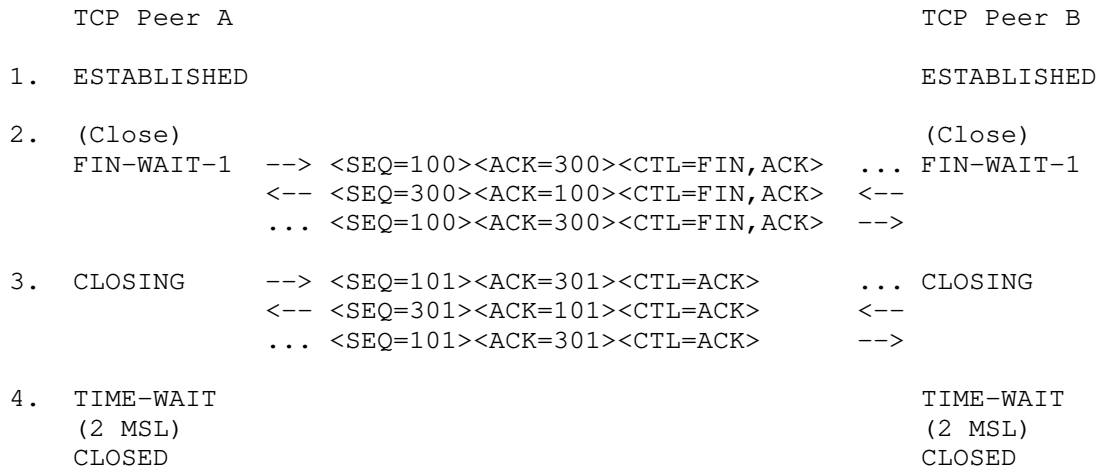 TCP Peer A                                           TCP Peer B
1.  ESTABLISHED                                          ESTABLISHED
2.  (Close)                                              (Close)
    FIN-WAIT-1  --> <SEQ=100><ACK=300><CTL=FIN,ACK>  ... FIN-WAIT-1
                <-- <SEQ=300><ACK=100><CTL=FIN,ACK>  <--
                ... <SEQ=100><ACK=300><CTL=FIN,ACK>  -->
3.  CLOSING     --> <SEQ=101><ACK=301><CTL=ACK>      ... CLOSING
                <-- <SEQ=301><ACK=101><CTL=ACK>      <--
                ... <SEQ=101><ACK=301><CTL=ACK>      -->
4.  TIME-WAIT                                            TIME-WAIT
    (2 MSL)                                              (2 MSL)
    CLOSED                                               CLOSED